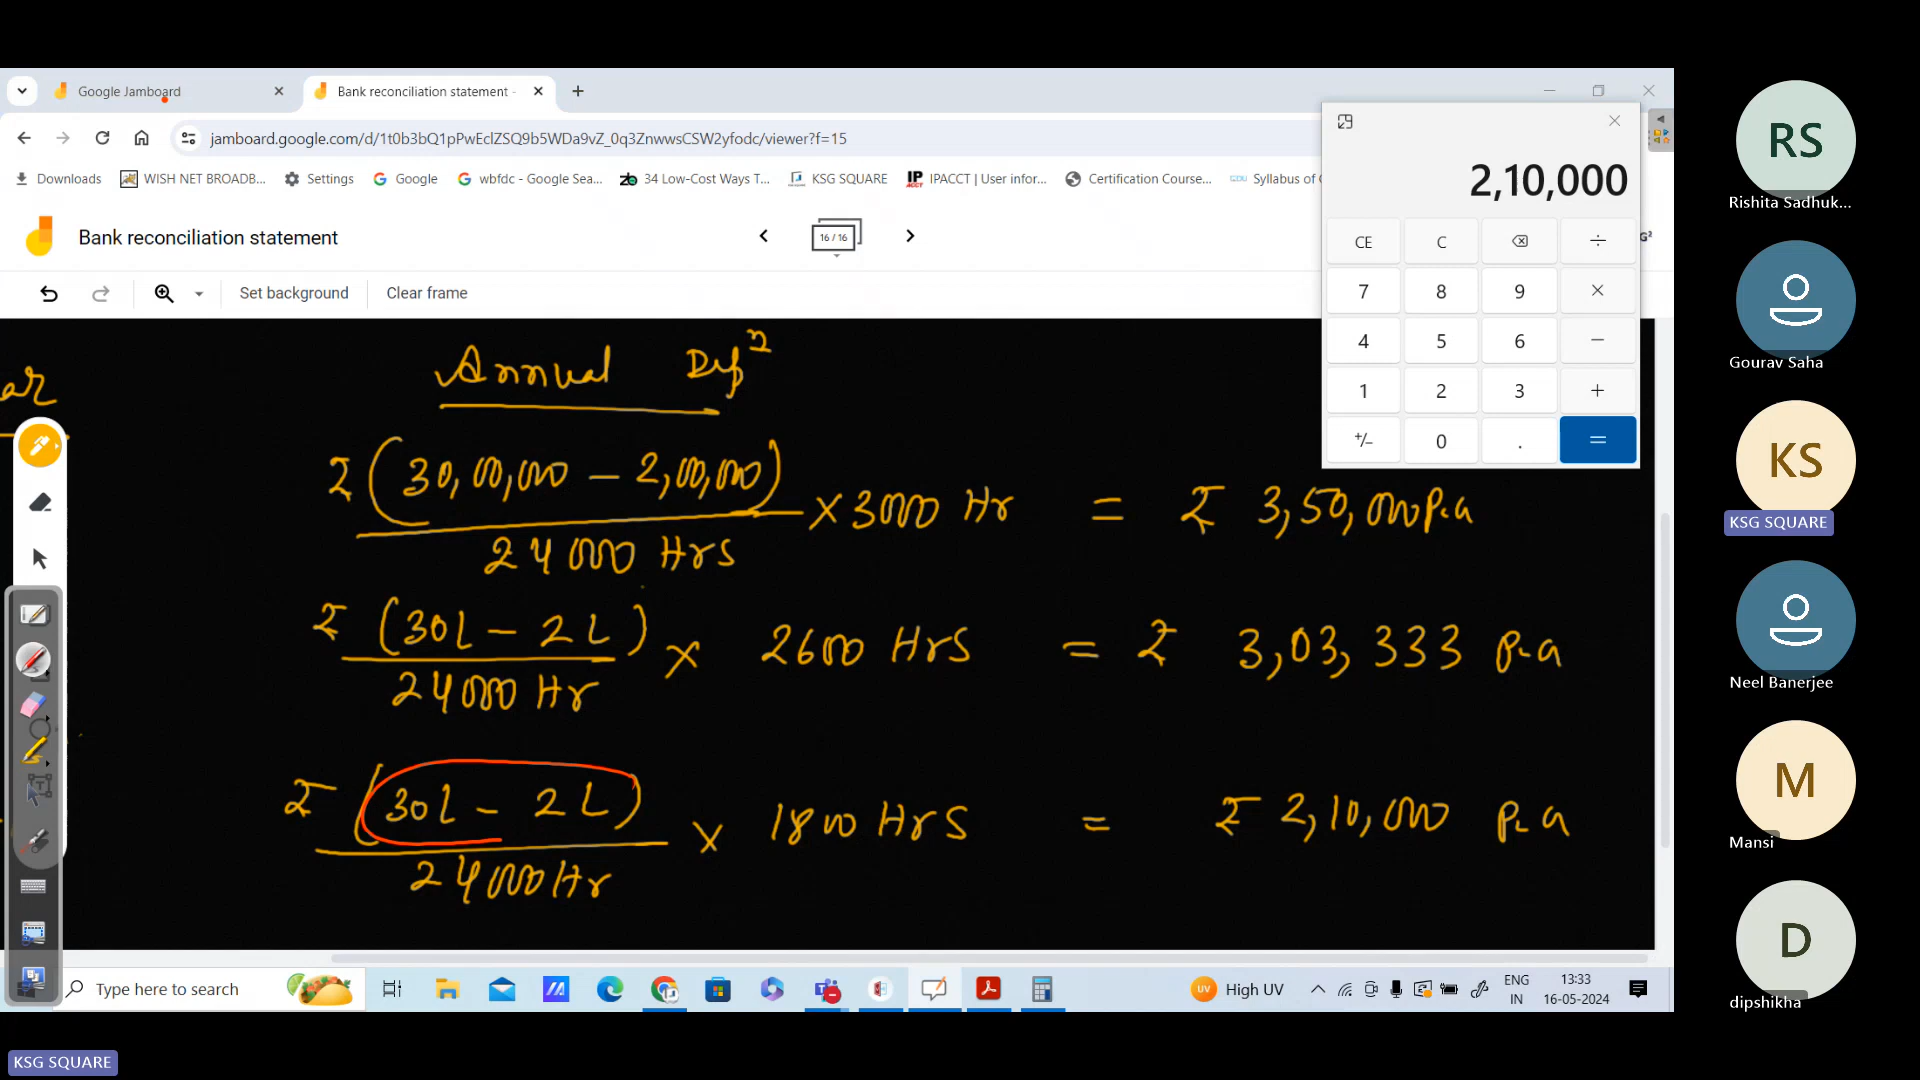 Google Jamboard
Bank reconciliation statement -
jamboard.google.com/d/1t0b3bQ1pPwEclZSQ9b5WDa9vZ_0q3ZnwwsCSW2yfodc/viewer?f=15
Downloads WISH NET BROADB... Settings Google wbfdc - Google Sea... 34 Low-Cost Ways T... KSG SQUARE IPACCT | User infor... Certification Course... Syllabus of
Bank reconciliation statement
16 / 16
Set background Clear frame
2,10,000
CE C ÷
7 8 9 ×
4 5 6 −
1 2 3 +
+/− 0 . =
ar
Annual Depn
₹ (30,00,000 − 2,00,000) × 3000 Hr = ₹ 3,50,000 P.a
24000 Hrs
₹ (30L − 2L) × 2600 Hrs = ₹ 3,03,333 p.a
24000 Hr
₹ (30L − 2L) × 1800 Hrs = ₹ 2,10,000 p.a
24000 Hr
Type here to search
UV High UV
ENG
IN
13:33
16-05-2024
RS
Rishita Sadhuk...
Gourav Saha
KS
KSG SQUARE
Neel Banerjee
M
Mansi
D
dipshikha
KSG SQUARE